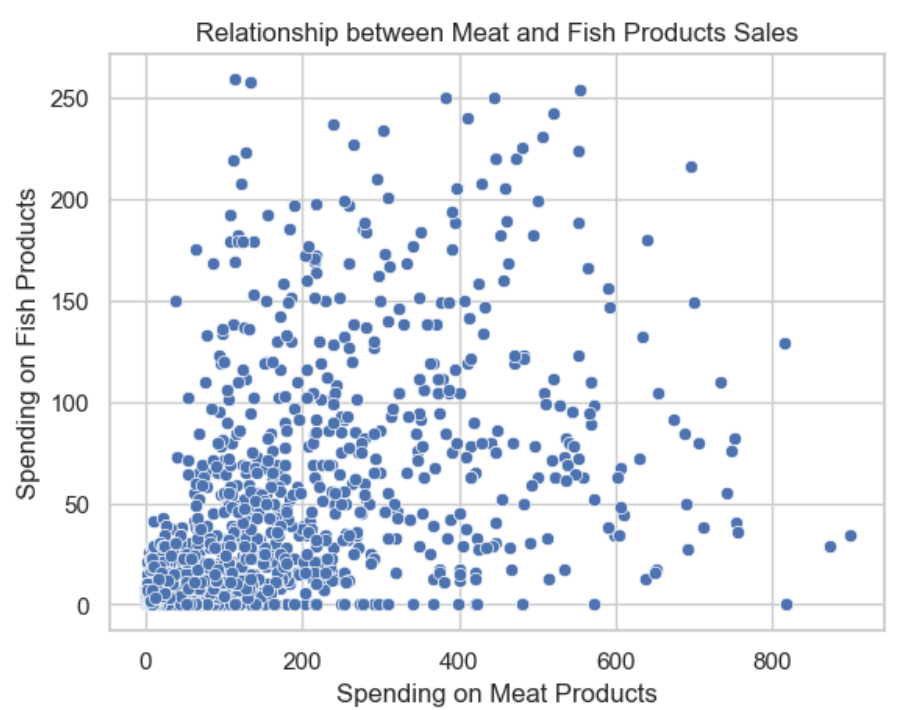 Relationship between Meat and Fish Products Sales
Spending on Fish Products
250
200
150
100
50
0
0 200 400 600 800
Spending on Meat Products